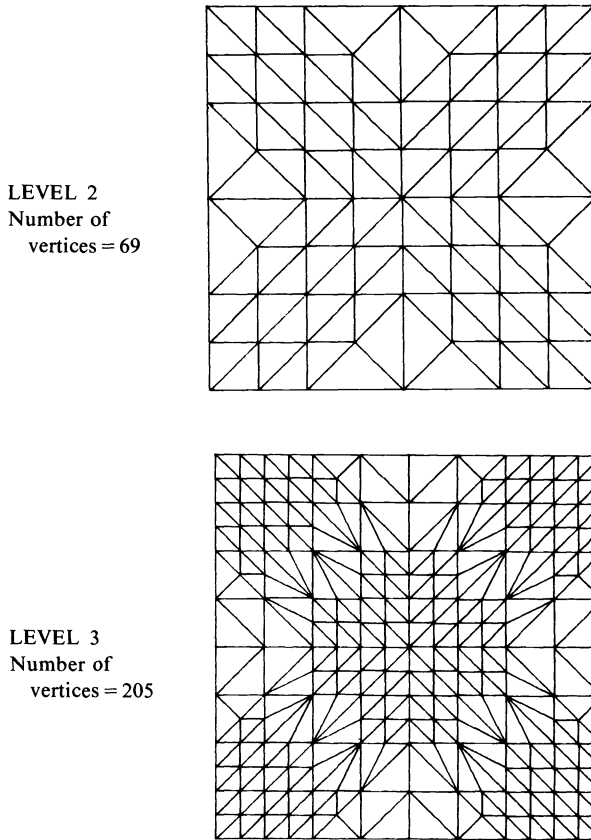 LEVEL 2
Number of
vertices = 69
LEVEL 3
Number of
vertices = 205